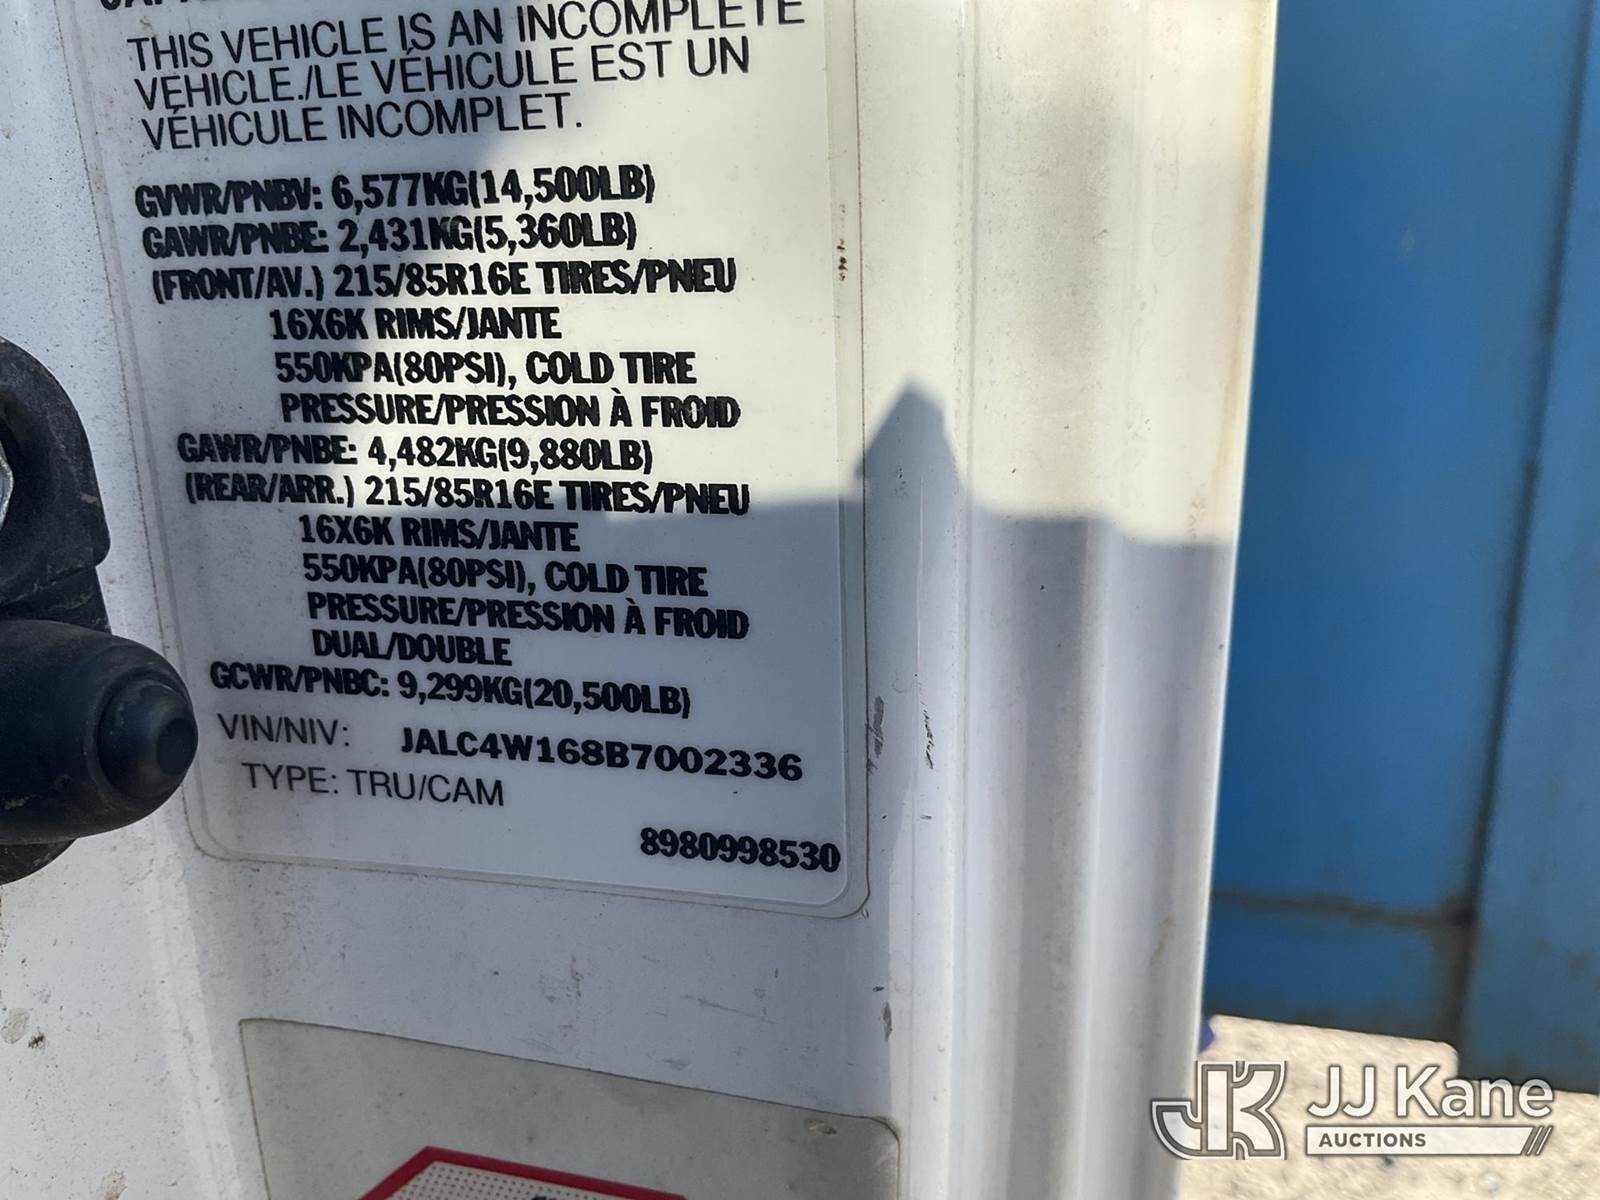 THIS VEHICLE IS AN INCOMPLETE
VEHICLE./LE VÉHICULE EST UN
VÉHICULE INCOMPLET.
GVWR/PNBV: 6,577KG(14,500LB)
GAWR/PNBE: 2,431KG(5,360LB)
(FRONT/AV.) 215/85R16E TIRES/PNEU
16X6K RIMS/JANTE
550KPA(80PSI), COLD TIRE
PRESSURE/PRESSION À FROID
GAWR/PNBE: 4,482KG(9,880LB)
(REAR/ARR.) 215/85R16E TIRES/PNEU
16X6K RIMS/JANTE
550KPA(80PSI), COLD TIRE
PRESSURE/PRESSION À FROID
DUAL/DOUBLE
GCWR/PNBC: 9,299KG(20,500LB)
VIN/NIV: JALC4W168B7002336
TYPE: TRU/CAM
8980998530
JK JJ Kane
AUCTIONS